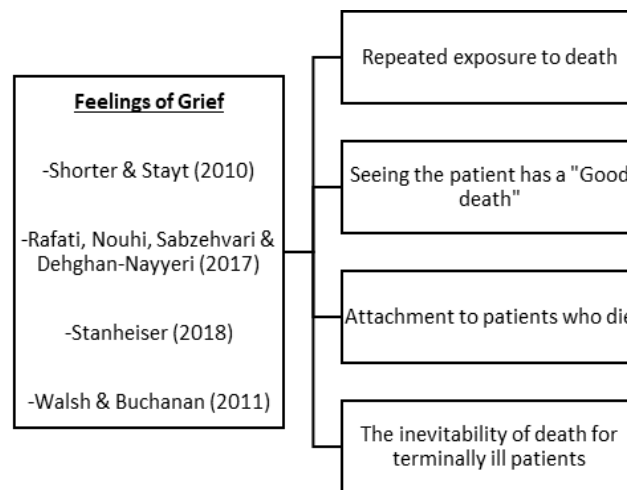 Feelings of Grief
-Shorter & Stayt (2010)
-Rafati, Nouhi, Sabzehvari &
Dehghan-Nayyeri (2017)
-Stanheiser (2018)
-Walsh & Buchanan (2011)
Repeated exposure to death
Seeing the patient has a "Good
death"
Attachment to patients who die
The inevitability of death for
terminally ill patients